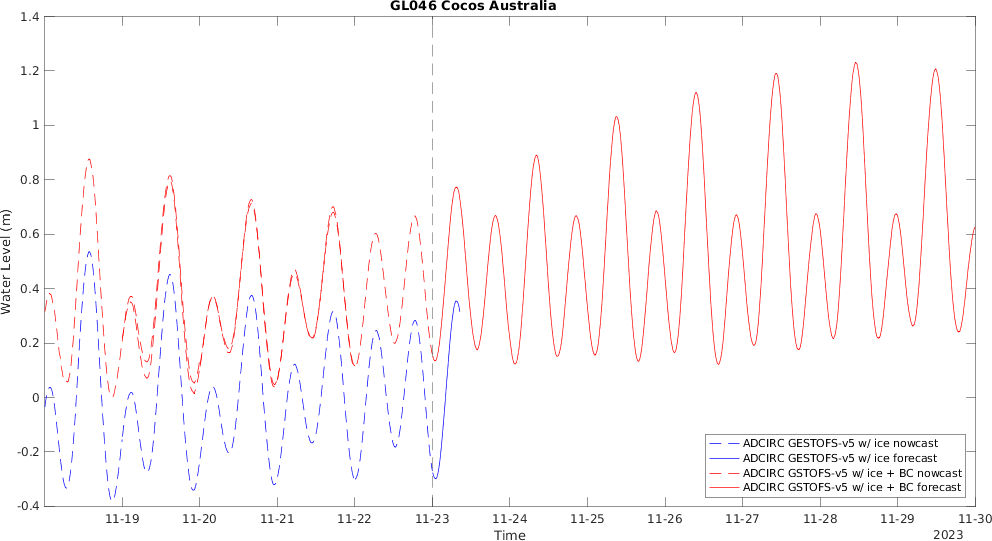 GL046 Cocos Australia
1.4
1.2
1
0.8
0.6
0.4
0.2
0
-0.2
-0.4
Water Level (m)
11-19 11-20 11-21 11-22 11-23 11-24 11-25 11-26 11-27 11-28 11-29 11-30
Time
2023
ADCIRC GESTOFS-v5 w/ ice nowcast
ADCIRC GESTOFS-v5 w/ ice forecast
ADCIRC GSTOFS-v5 w/ ice + BC nowcast
ADCIRC GSTOFS-v5 w/ ice + BC forecast